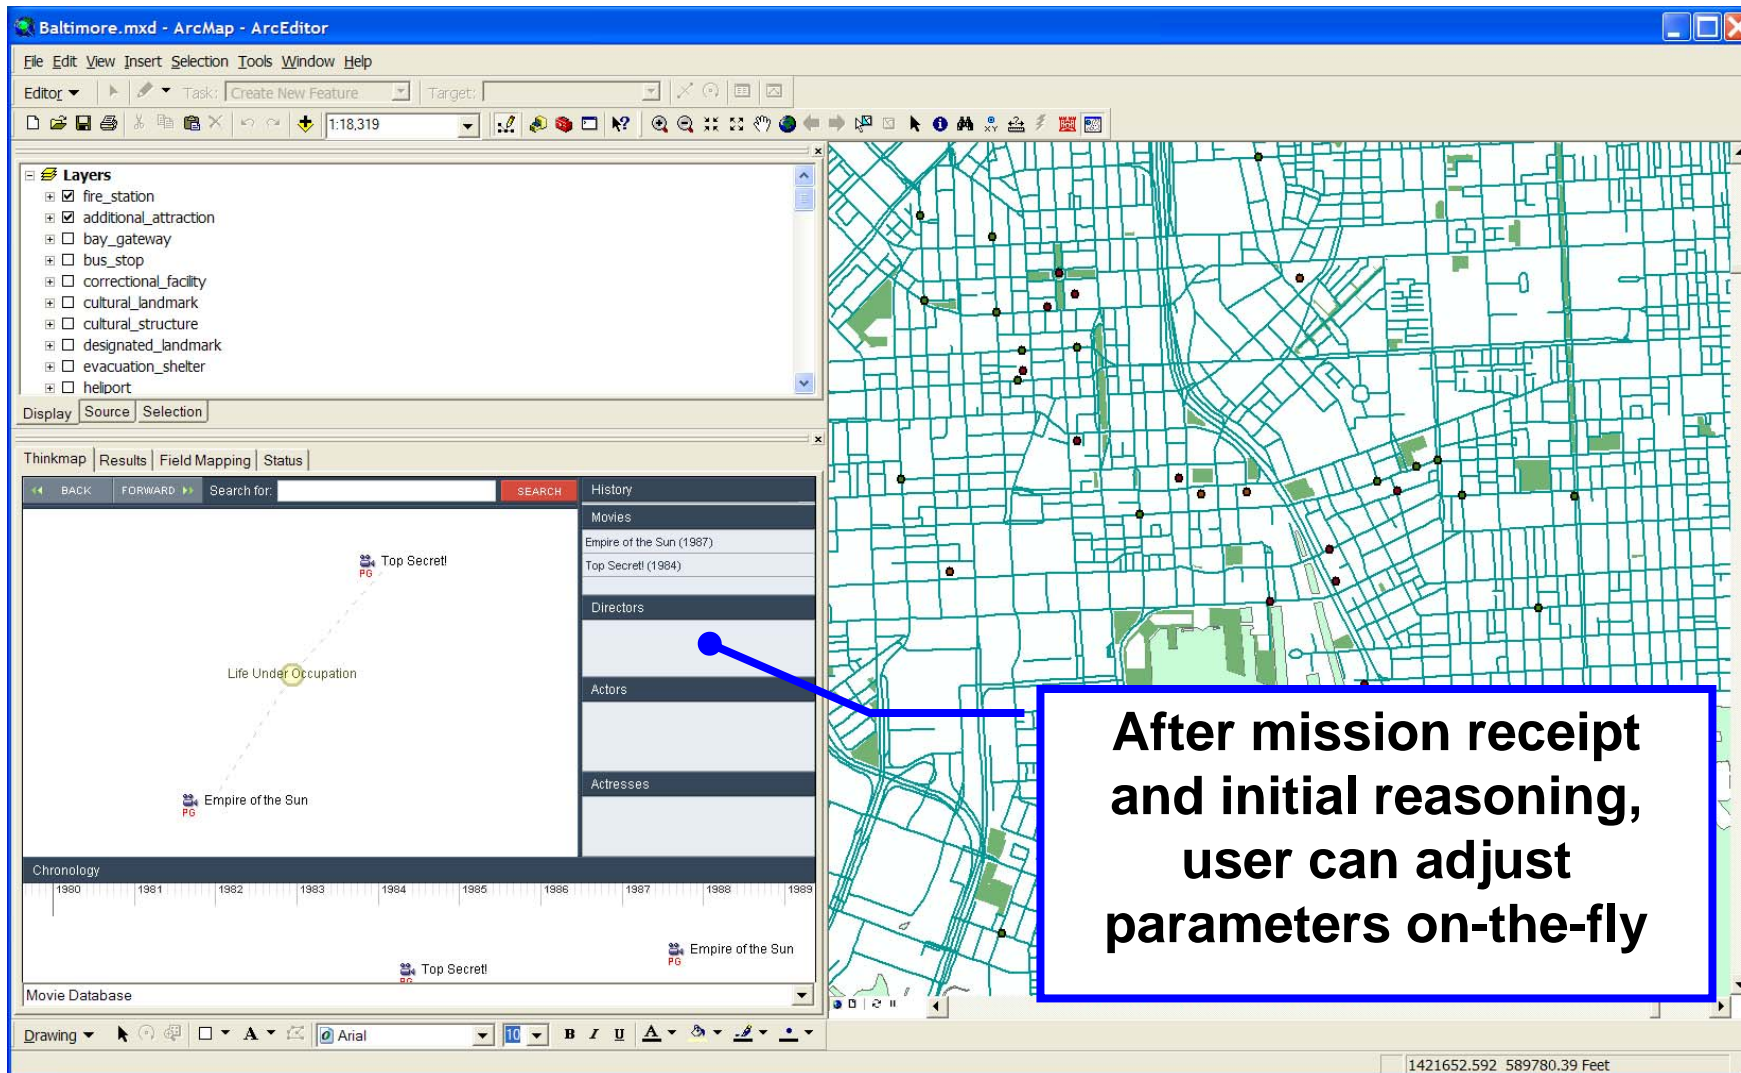 Baltimore.mxd - ArcMap - ArcEditor
File Edit View Insert Selection Tools Window Help
Editor Task: Create New Feature Target:
1:18,319
Layers
fire_station
additional_attraction
bay_gateway
bus_stop
correctional_facility
cultural_landmark
cultural_structure
designated_landmark
evacuation_shelter
heliport
Display Source Selection
Thinkmap Results Field Mapping Status
BACK FORWARD Search for: SEARCH
History
Movies
Empire of the Sun (1987)
Top Secret! (1984)
Directors
Actors
Actresses
PG Top Secret!
Life Under Occupation
PG Empire of the Sun
Chronology
1980 1981 1982 1983 1984 1985 1986 1987 1988 1989
PG Empire of the Sun
PG Top Secret!
Movie Database
After mission receipt
and initial reasoning,
user can adjust
parameters on-the-fly
Drawing A Arial 10 B I U A
1421652.592 589780.39 Feet